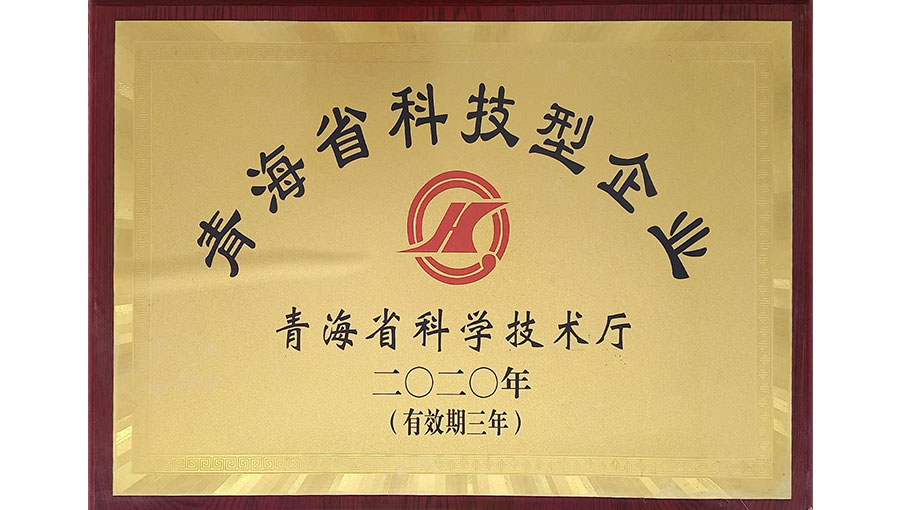 青海省科技型企业
青海省科学技术厅
二〇二〇年
（有效期三年）